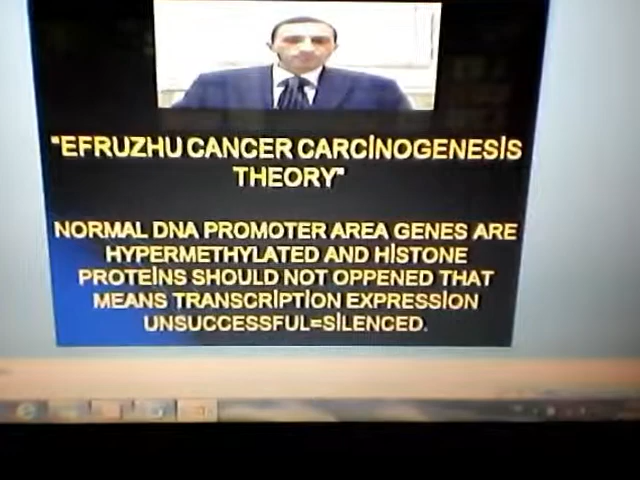 "EFRUZHU CANCER CARCİNOGENESİS
THEORY"
NORMAL DNA PROMOTER AREA GENES ARE
HYPERMETHYLATED AND HİSTONE
PROTEİNS SHOULD NOT OPPENED THAT
MEANS TRANSCRİPTİON EXPRESSİON
UNSUCCESSFUL=SİLENCED.